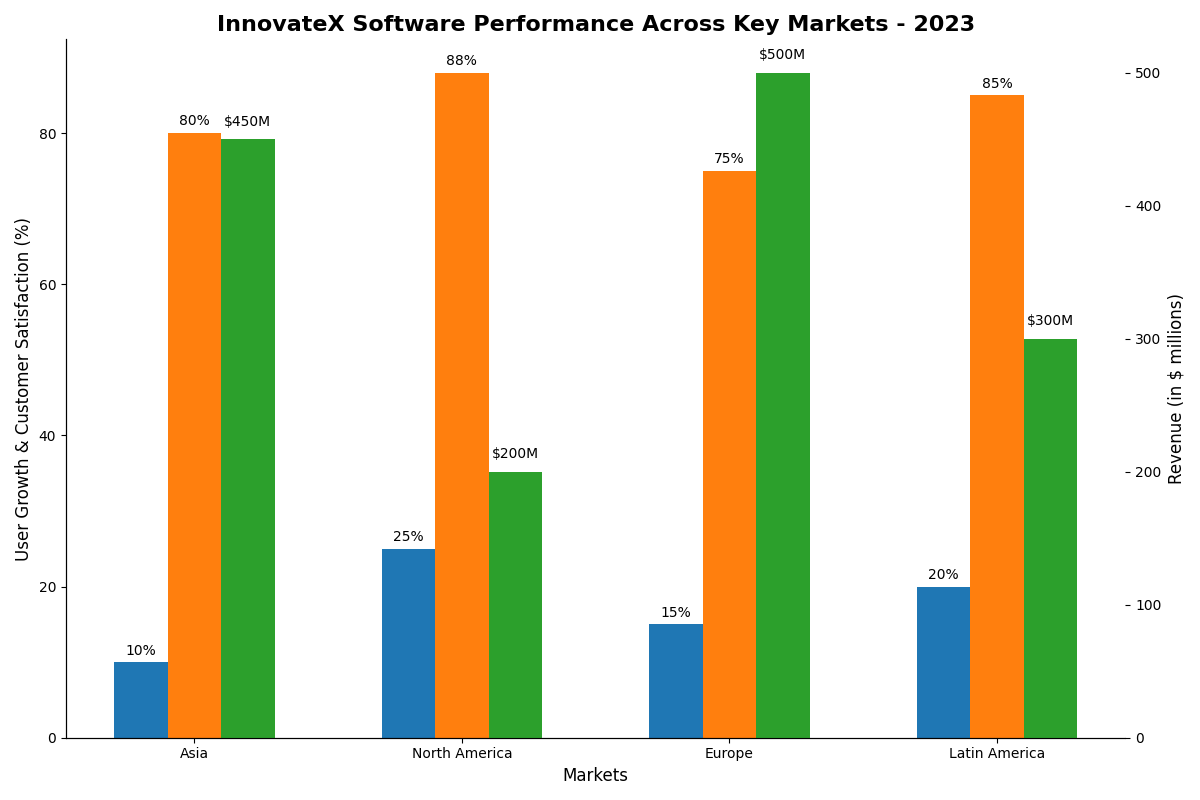 InnovateX Software Performance Across Key Markets - 2023
User Growth & Customer Satisfaction (%)
80
60
40
20
0
10%
80%
$450M
25%
88%
$200M
15%
75%
$500M
20%
85%
$300M
500
400
300
200
100
0
Revenue (in $ millions)
Asia
North America
Europe
Latin America
Markets